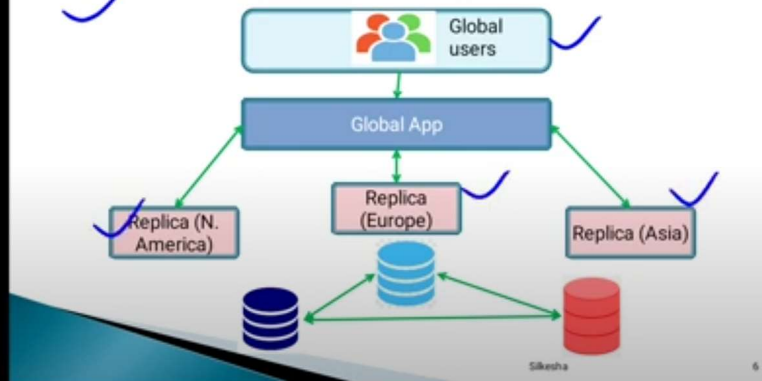 Global
users
Global App
Replica (N.
America)
Replica
(Europe)
Replica (Asia)
Silkesha
6